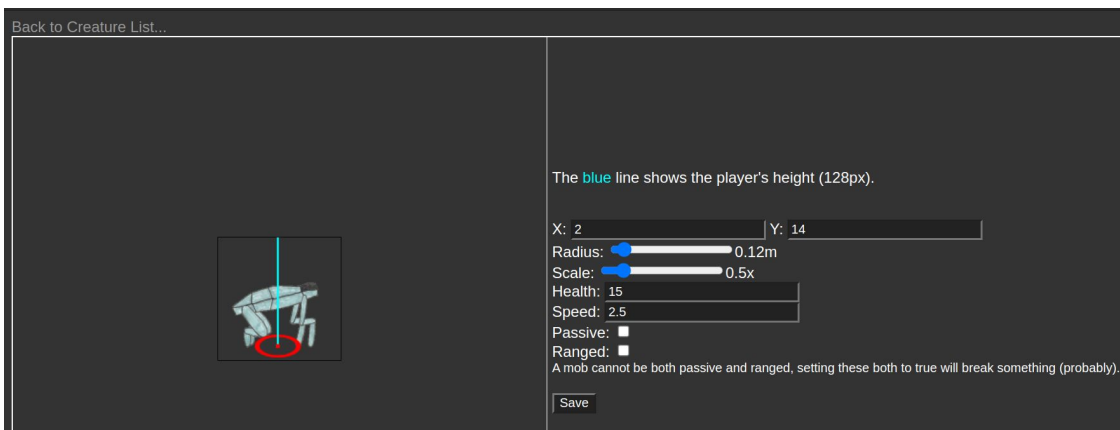 Back to Creature List...
The blue line shows the player's height (128px).
X: 2 Y: 14
Radius: 0.12m
Scale: 0.5x
Health: 15
Speed: 2.5
Passive:
Ranged:
A mob cannot be both passive and ranged, setting these both to true will break something (probably).
Save